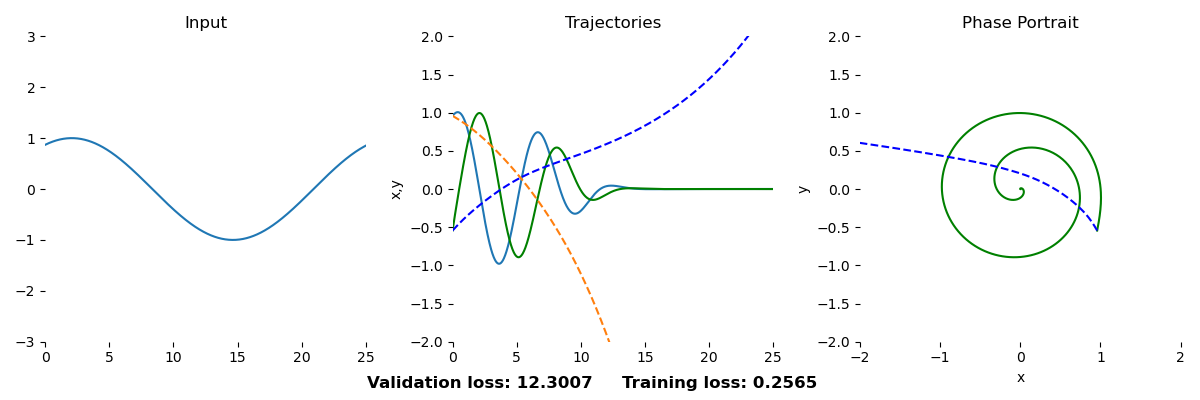 Input
3
2
1
0
−1
−2
−3
0 5 10 15 20 25
Trajectories
x,y
2.0
1.5
1.0
0.5
0.0
−0.5
−1.0
−1.5
−2.0
0 5 10 15 20 25
Phase Portrait
y
2.0
1.5
1.0
0.5
0.0
−0.5
−1.0
−1.5
−2.0
−2 −1 0 1 2
x
Validation loss: 12.3007 Training loss: 0.2565